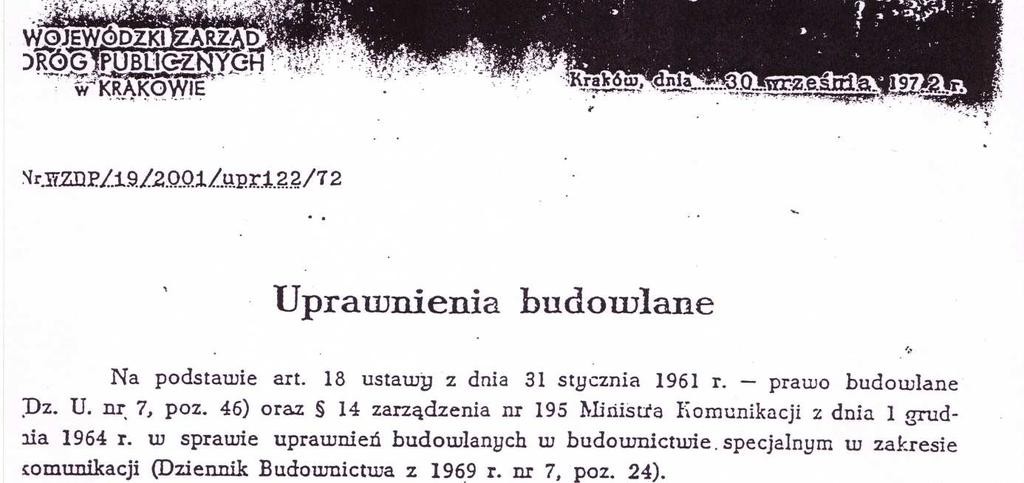 WOJEWÓDZKI ZARZĄD
DRÓG PUBLICZNYCH
w KRAKOWIE
Kraków, dnia 30 września 1972 r.
Nr WZDP/19/2001/upr122/72
Uprawnienia budowlane
Na podstawie art. 18 ustawy z dnia 31 stycznia 1961 r. — prawo budowlane
Dz. U. nr 7, poz. 46) oraz § 14 zarządzenia nr 195 Ministra Komunikacji z dnia 1 grud-
nia 1964 r. w sprawie uprawnień budowlanych w budownictwie specjalnym w zakresie
komunikacji (Dziennik Budownictwa z 1969 r. nr 7, poz. 24).